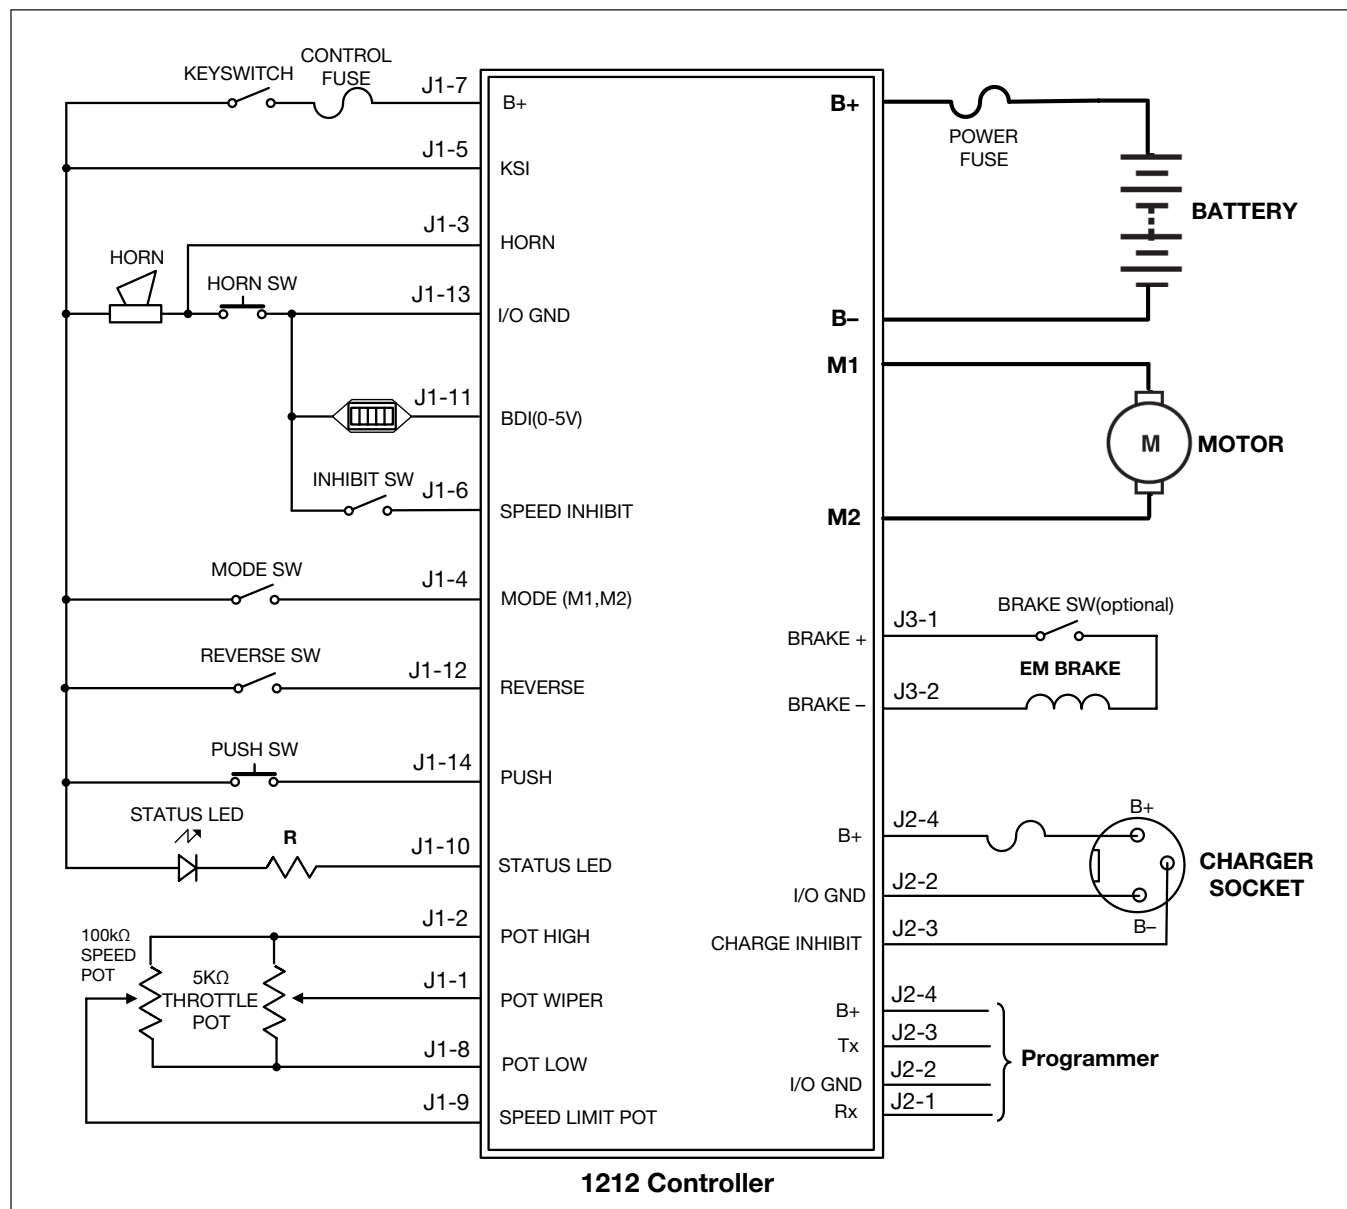 KEYSWITCH
CONTROL
FUSE
J1-7
B+
J1-5
KSI
J1-3
HORN
HORN
HORN SW
J1-13
I/O GND
J1-11
BDI(0-5V)
INHIBIT SW
J1-6
SPEED INHIBIT
MODE SW
J1-4
MODE (M1,M2)
REVERSE SW
J1-12
REVERSE
PUSH SW
J1-14
PUSH
STATUS LED
R
J1-10
STATUS LED
J1-2
POT HIGH
100kΩ
SPEED
POT
5KΩ
THROTTLE
POT
J1-1
POT WIPER
J1-8
POT LOW
J1-9
SPEED LIMIT POT
B+
POWER
FUSE
BATTERY
B–
M1
M
MOTOR
M2
J3-1
BRAKE SW(optional)
BRAKE +
EM BRAKE
J3-2
BRAKE –
J2-4
B+
B+
CHARGER
SOCKET
J2-2
I/O GND
B–
J2-3
CHARGE INHIBIT
J2-4
B+
J2-3
Tx
Programmer
J2-2
I/O GND
J2-1
Rx
1212 Controller